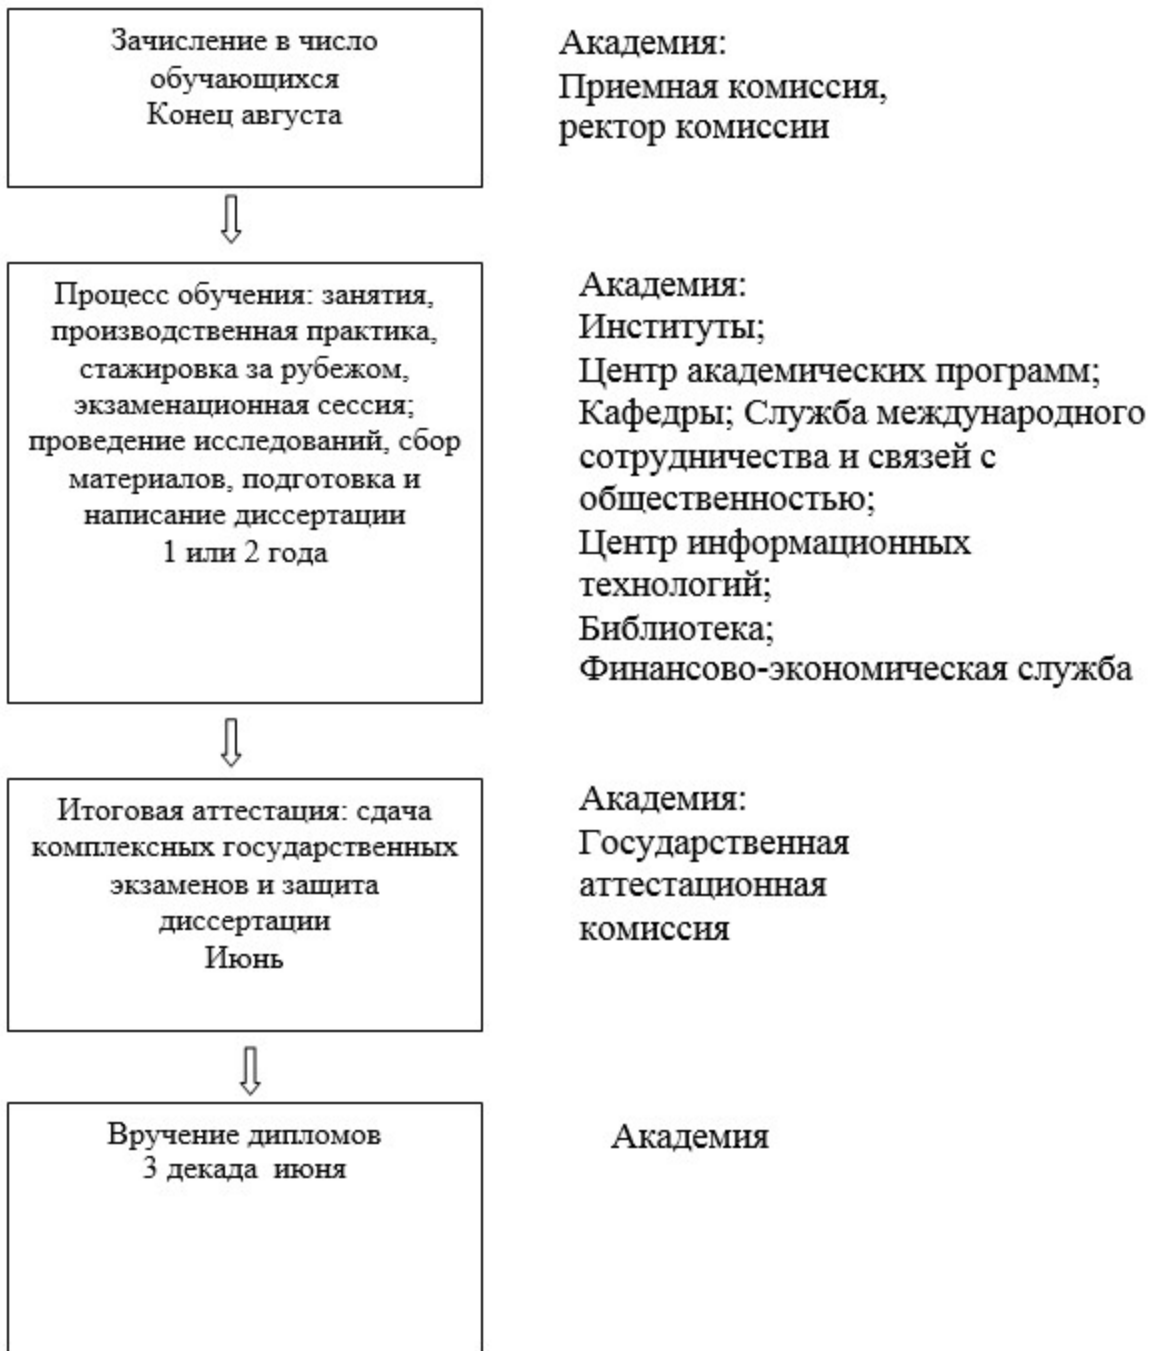 Зачисление в число
обучающихся
Конец августа
Академия:
Приемная комиссия,
ректор комиссии
Процесс обучения: занятия,
производственная практика,
стажировка за рубежом,
экзаменационная сессия;
проведение исследований, сбор
материалов, подготовка и
написание диссертации
1 или 2 года
Академия:
Институты;
Центр академических программ;
Кафедры; Служба международного
сотрудничества и связей с
общественностью;
Центр информационных
технологий;
Библиотека;
Финансово-экономическая служба
Итоговая аттестация: сдача
комплексных государственных
экзаменов и защита
диссертации
Июнь
Академия:
Государственная
аттестационная
комиссия
Вручение дипломов
3 декада  июня
Академия